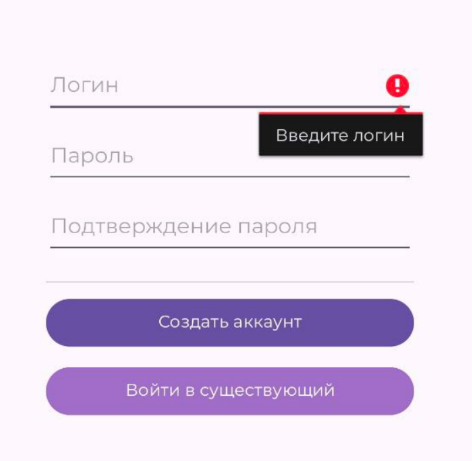 Логин
Введите логин
Пароль
Подтверждение пароля
Создать аккаунт
Войти в существующий